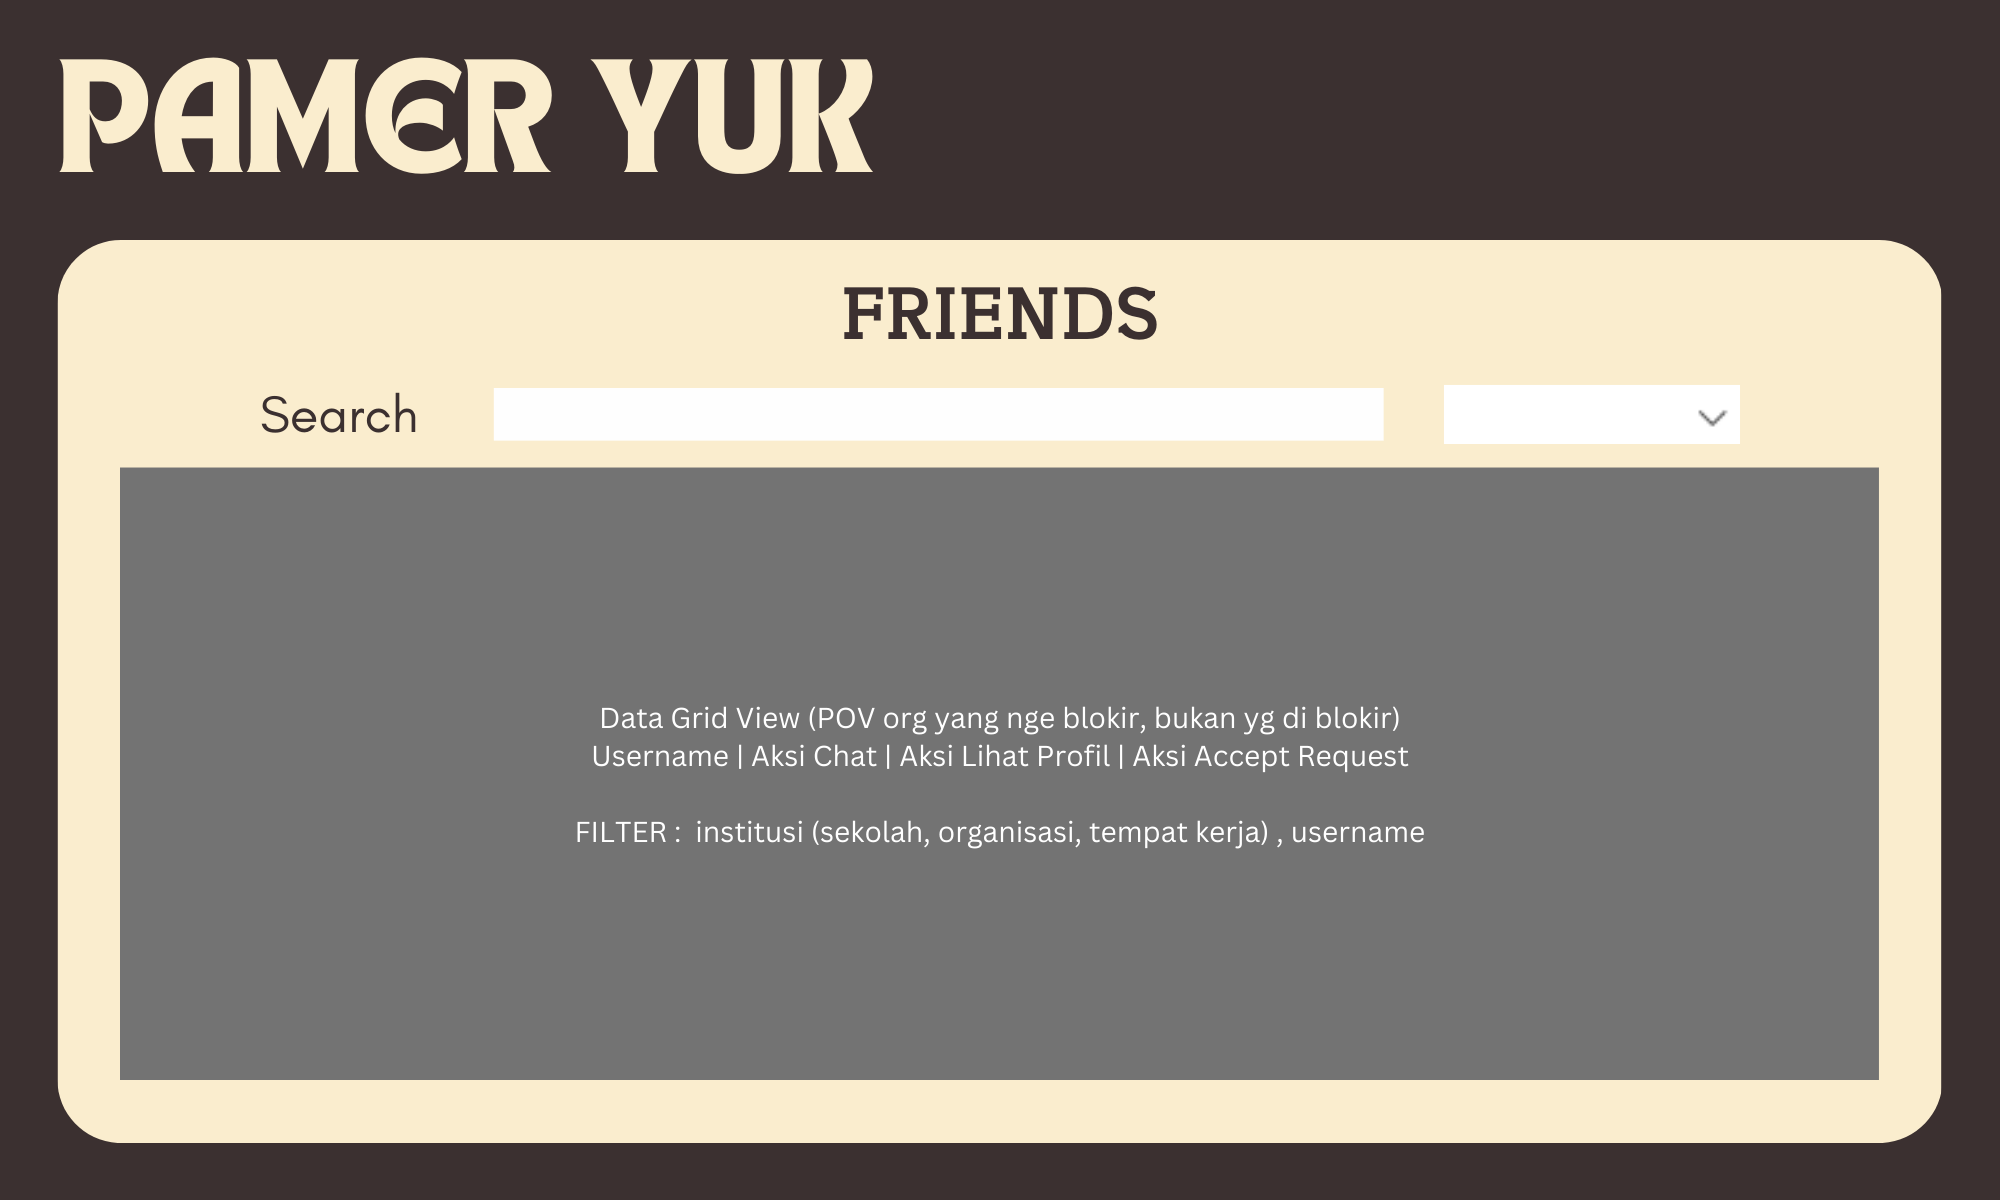 PAMER YUK
FRIENDS
Search
Data Grid View (POV org yang nge blokir, bukan yg di blokir)
Username | Aksi Chat | Aksi Lihat Profil | Aksi Accept Request
FILTER :  institusi (sekolah, organisasi, tempat kerja) , username